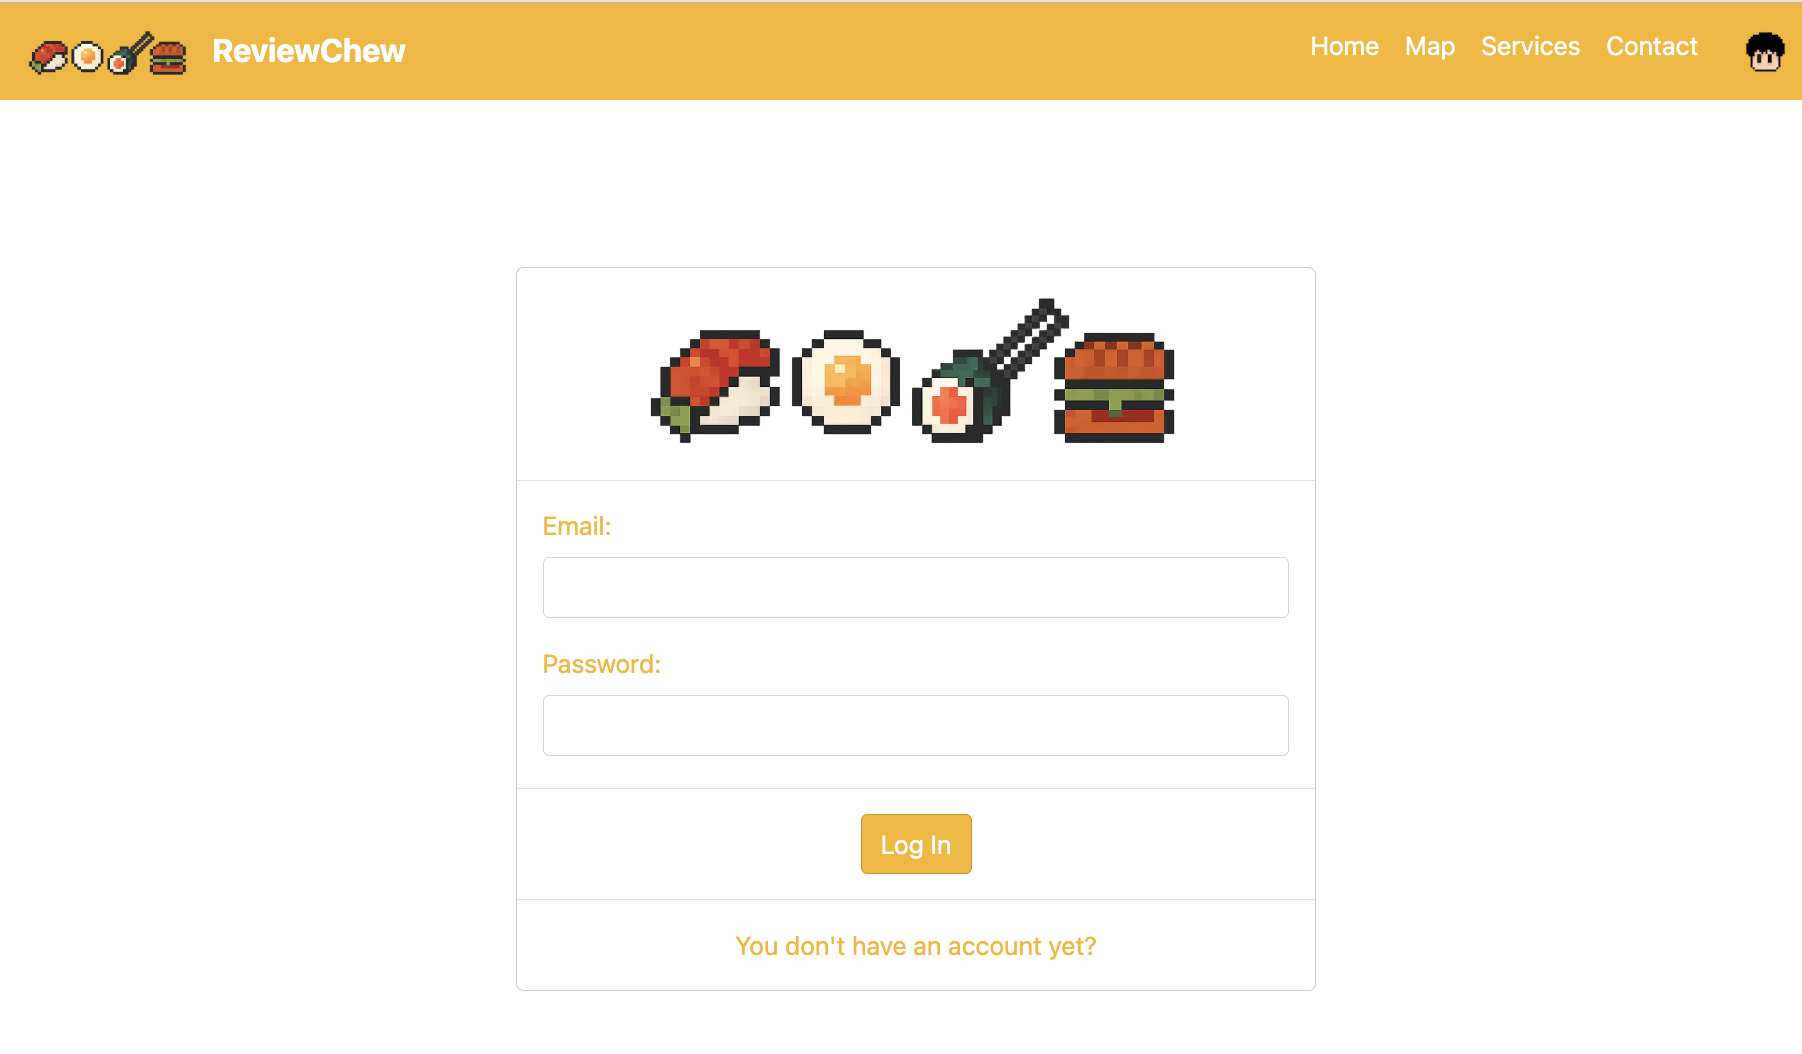 ReviewChew
Home Map Services Contact
Email:
Password:
Log In
You don't have an account yet?